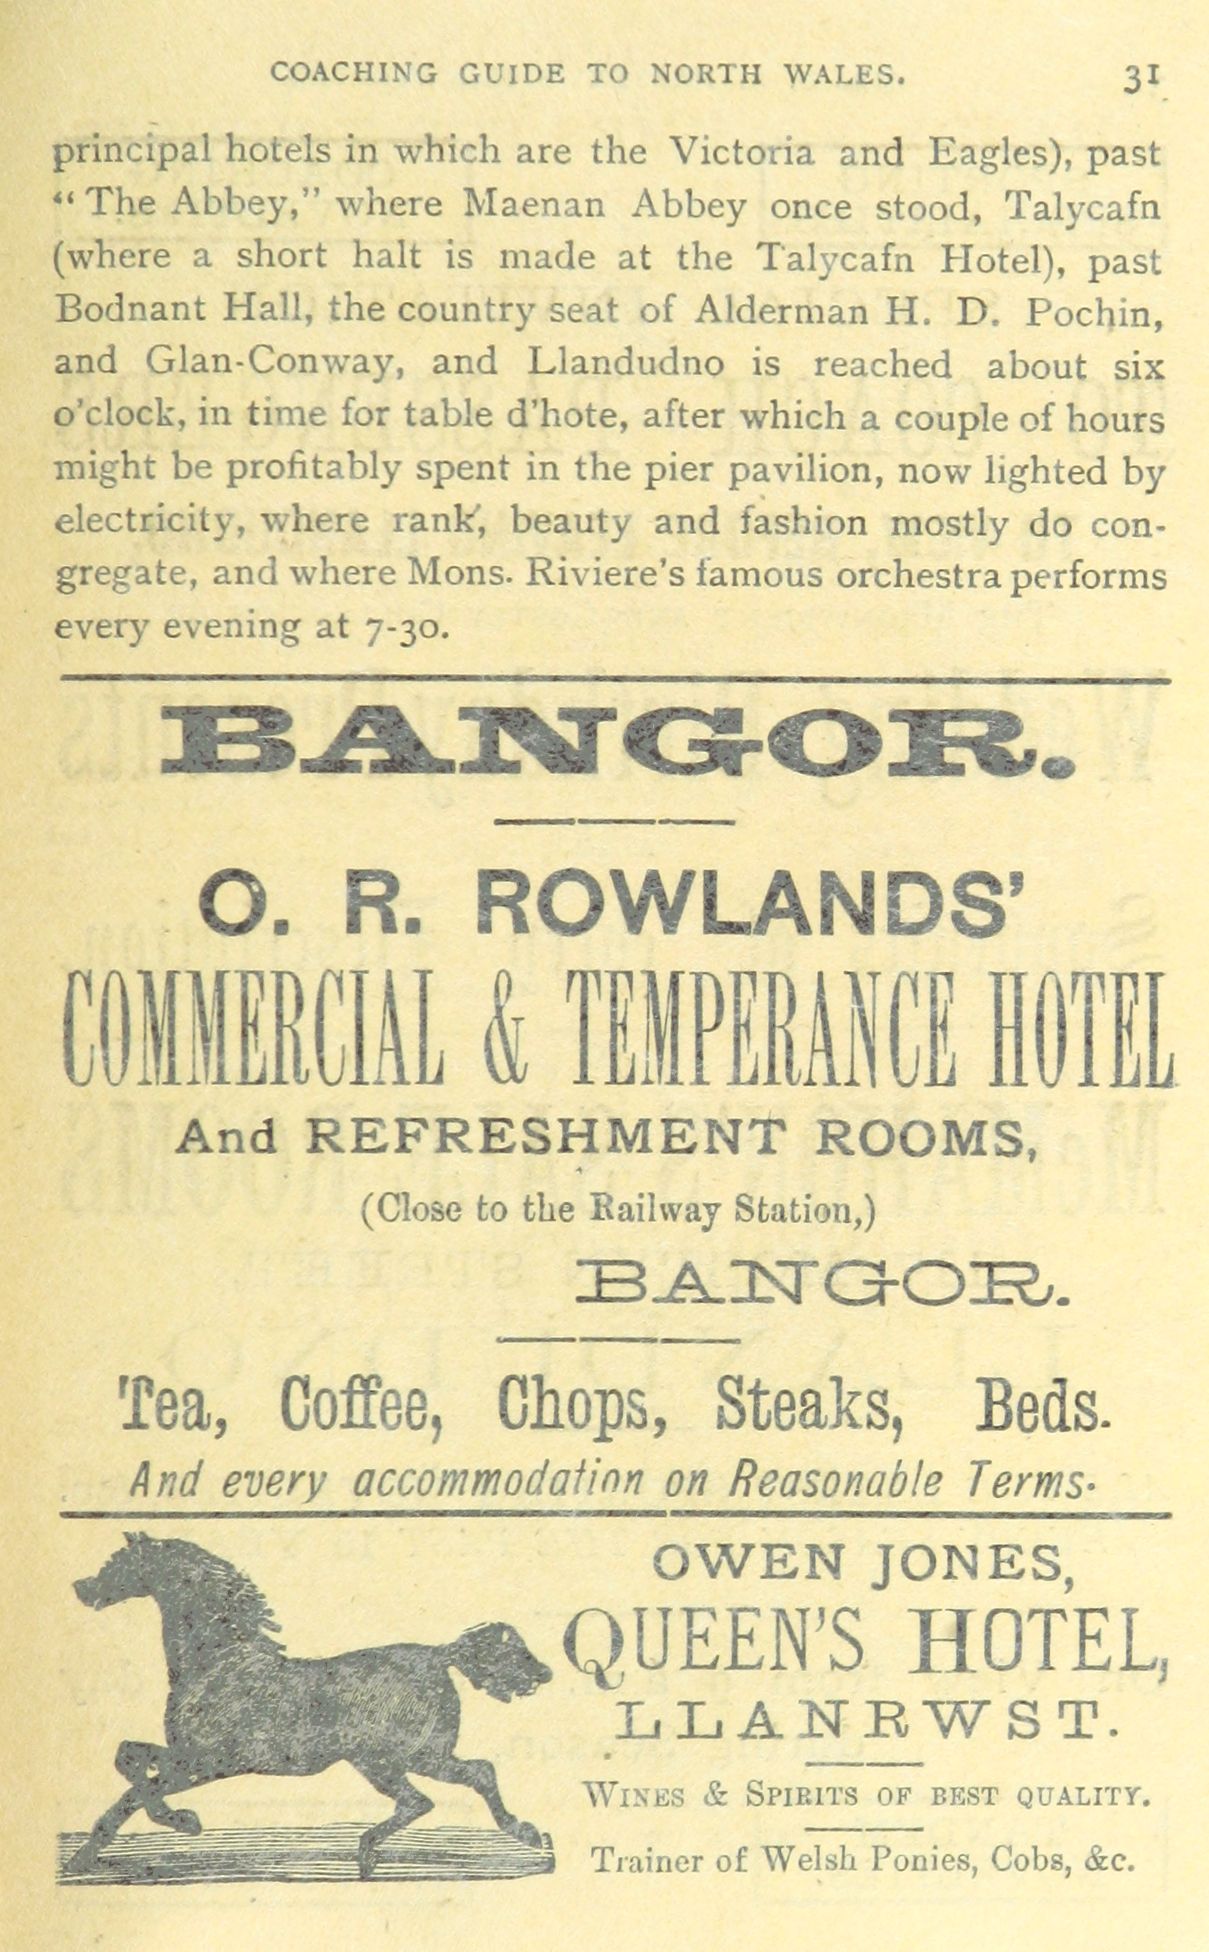 COACHING GUIDE TO NORTH WALES. 31
principal hotels in which are the Victoria and Eagles), past
“The Abbey,” where Maenan Abbey once stood, Talycafn
(where a short halt is made at the Talycafn Hotel), past
Bodnant Hall, the country seat of Alderman H. D. Pochin,
and Glan-Conway, and Llandudno is reached about six
o’clock, in time for table d’hote, after which a couple of hours
might be profitably spent in the pier pavilion, now lighted by
electricity, where rank, beauty and fashion mostly do con-
gregate, and where Mons. Riviere’s famous orchestra performs
every evening at 7-30.
BANGOR.
O. R. ROWLANDS’
COMMERCIAL & TEMPERANCE HOTEL
And REFRESHMENT ROOMS,
(Close to the Railway Station,)
BANGOR.
Tea, Coffee, Chops, Steaks, Beds.
And every accommodation on Reasonable Terms.
OWEN JONES,
QUEEN’S HOTEL,
LLANRWST.
WINES & SPIRITS OF BEST QUALITY.
Trainer of Welsh Ponies, Cobs, &c.